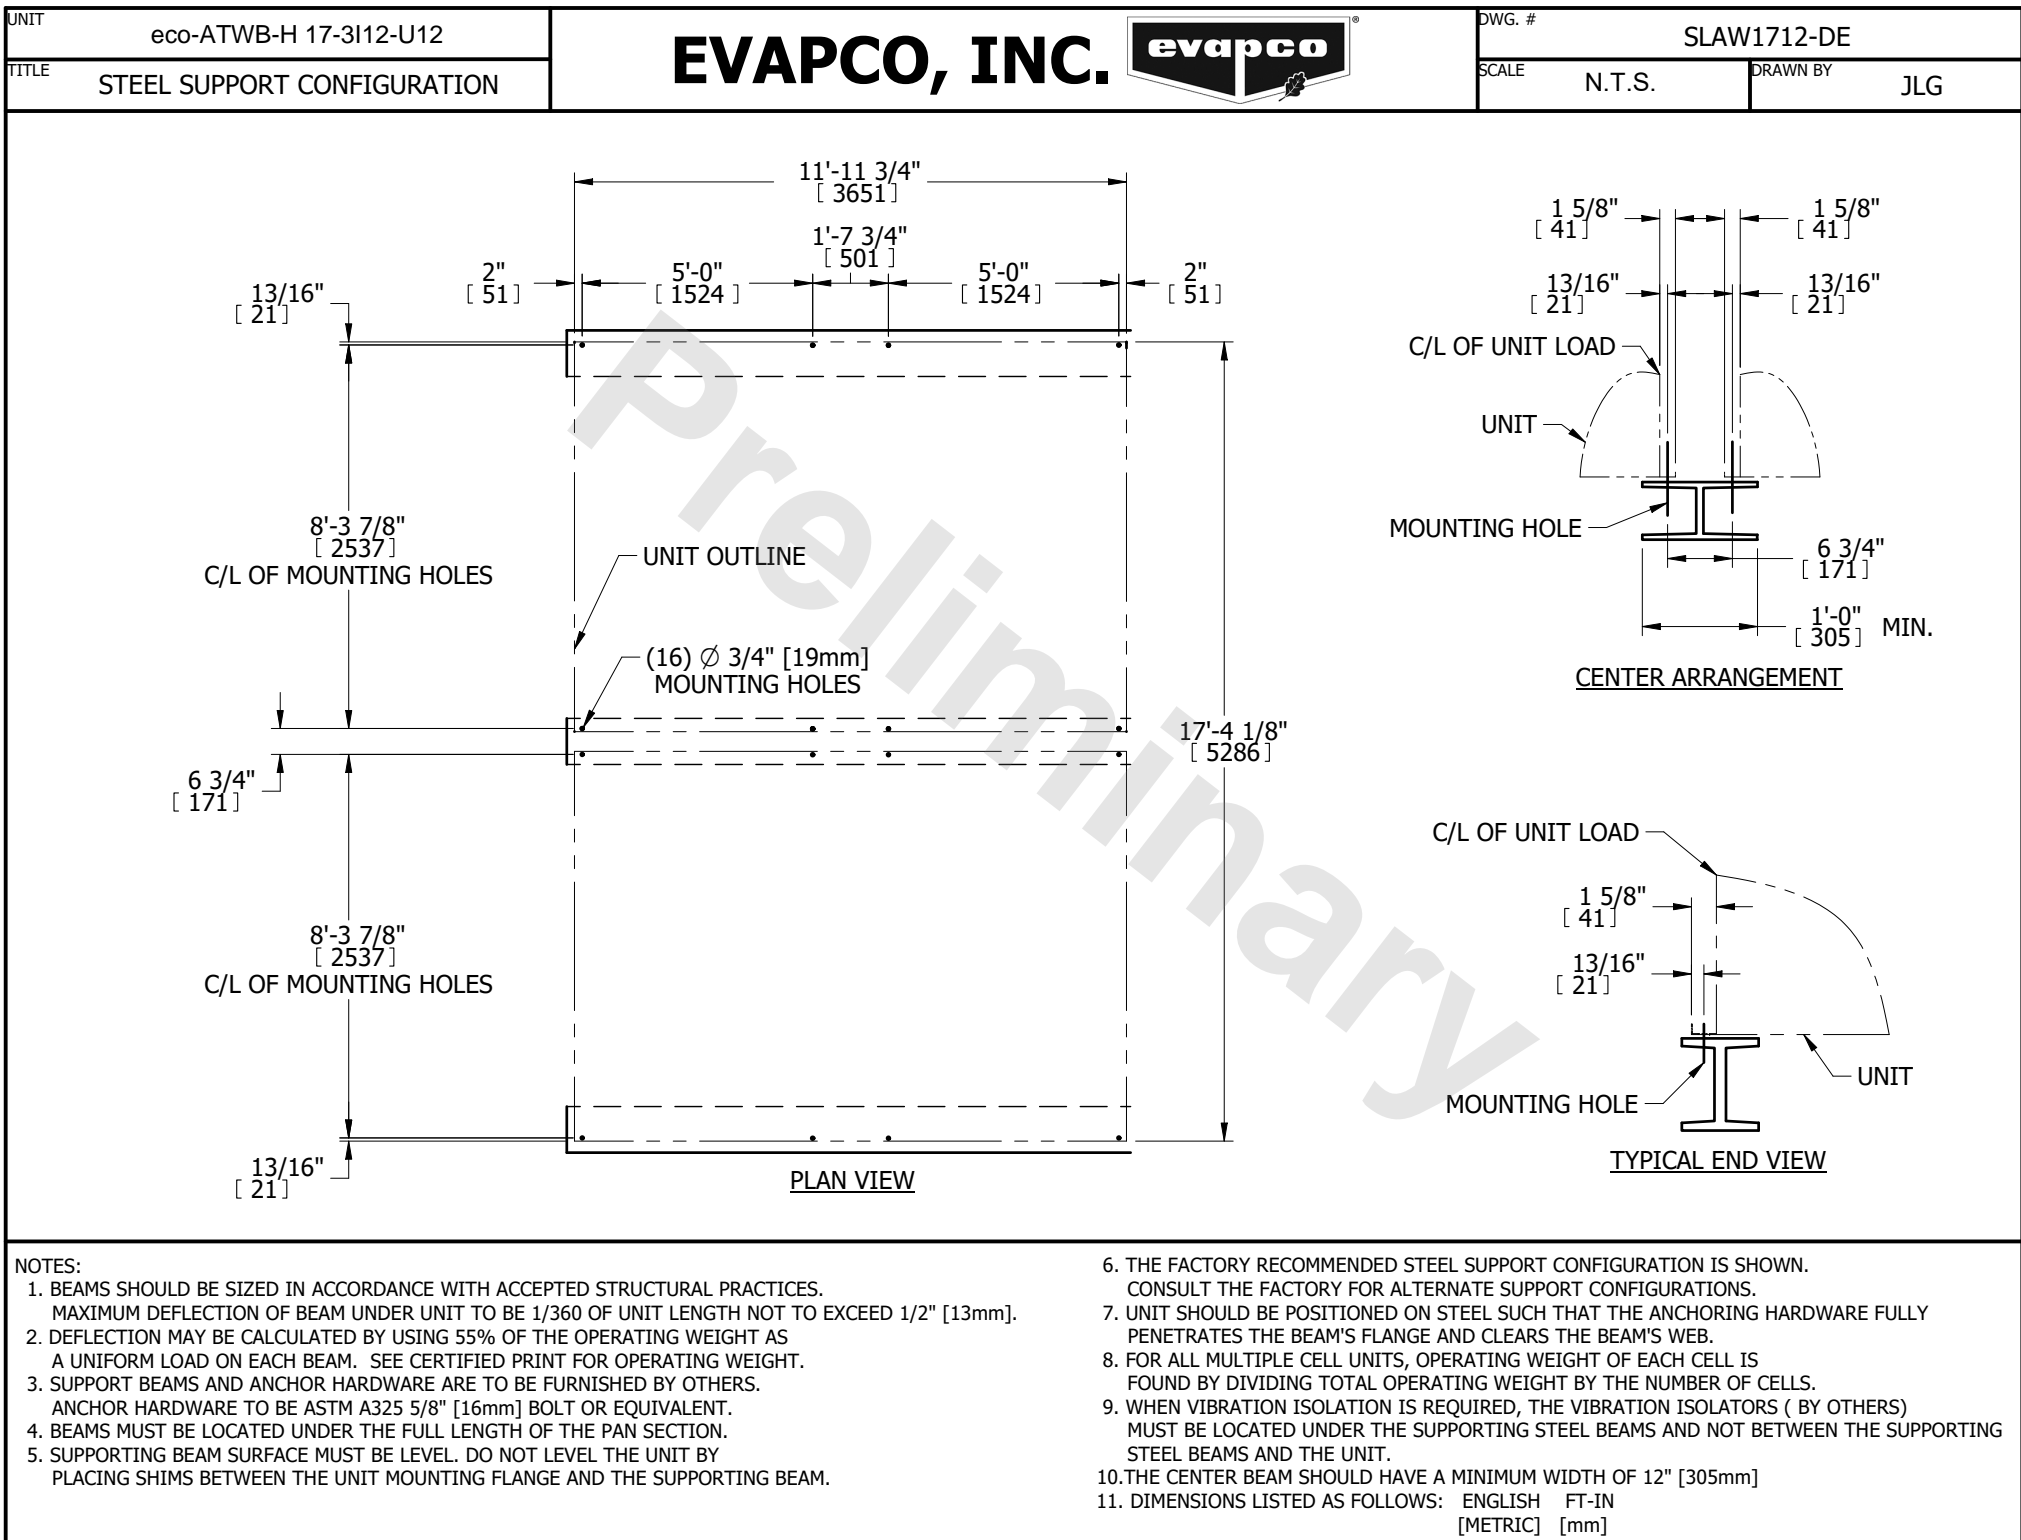 UNIT
eco-ATWB-H 17-3I12-U12
TITLE
STEEL SUPPORT CONFIGURATION
EVAPCO, INC.
evapco
®
DWG. #
SLAW1712-DE
SCALE
N.T.S.
DRAWN BY
JLG
11'-11 3/4"
[ 3651]
1'-7 3/4"
[ 501 ]
2"
[ 51]
5'-0"
[ 1524 ]
5'-0"
[ 1524]
2"
[ 51]
13/16"
[ 21]
8'-3 7/8"
[ 2537]
C/L OF MOUNTING HOLES
UNIT OUTLINE
(16) Ø 3/4" [19mm]
MOUNTING HOLES
6 3/4"
[ 171]
17'-4 1/8"
[ 5286]
8'-3 7/8"
[ 2537]
C/L OF MOUNTING HOLES
13/16"
[ 21]
PLAN VIEW
Preliminary
1 5/8"
[ 41]
1 5/8"
[ 41]
13/16"
[ 21]
13/16"
[ 21]
C/L OF UNIT LOAD
UNIT
MOUNTING HOLE
6 3/4"
[ 171]
1'-0"
[ 305] MIN.
CENTER ARRANGEMENT
C/L OF UNIT LOAD
1 5/8"
[ 41]
13/16"
[ 21]
UNIT
MOUNTING HOLE
TYPICAL END VIEW
NOTES:
1. BEAMS SHOULD BE SIZED IN ACCORDANCE WITH ACCEPTED STRUCTURAL PRACTICES.
MAXIMUM DEFLECTION OF BEAM UNDER UNIT TO BE 1/360 OF UNIT LENGTH NOT TO EXCEED 1/2" [13mm].
2. DEFLECTION MAY BE CALCULATED BY USING 55% OF THE OPERATING WEIGHT AS
A UNIFORM LOAD ON EACH BEAM. SEE CERTIFIED PRINT FOR OPERATING WEIGHT.
3. SUPPORT BEAMS AND ANCHOR HARDWARE ARE TO BE FURNISHED BY OTHERS.
ANCHOR HARDWARE TO BE ASTM A325 5/8" [16mm] BOLT OR EQUIVALENT.
4. BEAMS MUST BE LOCATED UNDER THE FULL LENGTH OF THE PAN SECTION.
5. SUPPORTING BEAM SURFACE MUST BE LEVEL. DO NOT LEVEL THE UNIT BY
PLACING SHIMS BETWEEN THE UNIT MOUNTING FLANGE AND THE SUPPORTING BEAM.
6. THE FACTORY RECOMMENDED STEEL SUPPORT CONFIGURATION IS SHOWN.
CONSULT THE FACTORY FOR ALTERNATE SUPPORT CONFIGURATIONS.
7. UNIT SHOULD BE POSITIONED ON STEEL SUCH THAT THE ANCHORING HARDWARE FULLY
PENETRATES THE BEAM'S FLANGE AND CLEARS THE BEAM'S WEB.
8. FOR ALL MULTIPLE CELL UNITS, OPERATING WEIGHT OF EACH CELL IS
FOUND BY DIVIDING TOTAL OPERATING WEIGHT BY THE NUMBER OF CELLS.
9. WHEN VIBRATION ISOLATION IS REQUIRED, THE VIBRATION ISOLATORS ( BY OTHERS)
MUST BE LOCATED UNDER THE SUPPORTING STEEL BEAMS AND NOT BETWEEN THE SUPPORTING
STEEL BEAMS AND THE UNIT.
10.THE CENTER BEAM SHOULD HAVE A MINIMUM WIDTH OF 12" [305mm]
11. DIMENSIONS LISTED AS FOLLOWS: ENGLISH FT-IN
[METRIC] [mm]